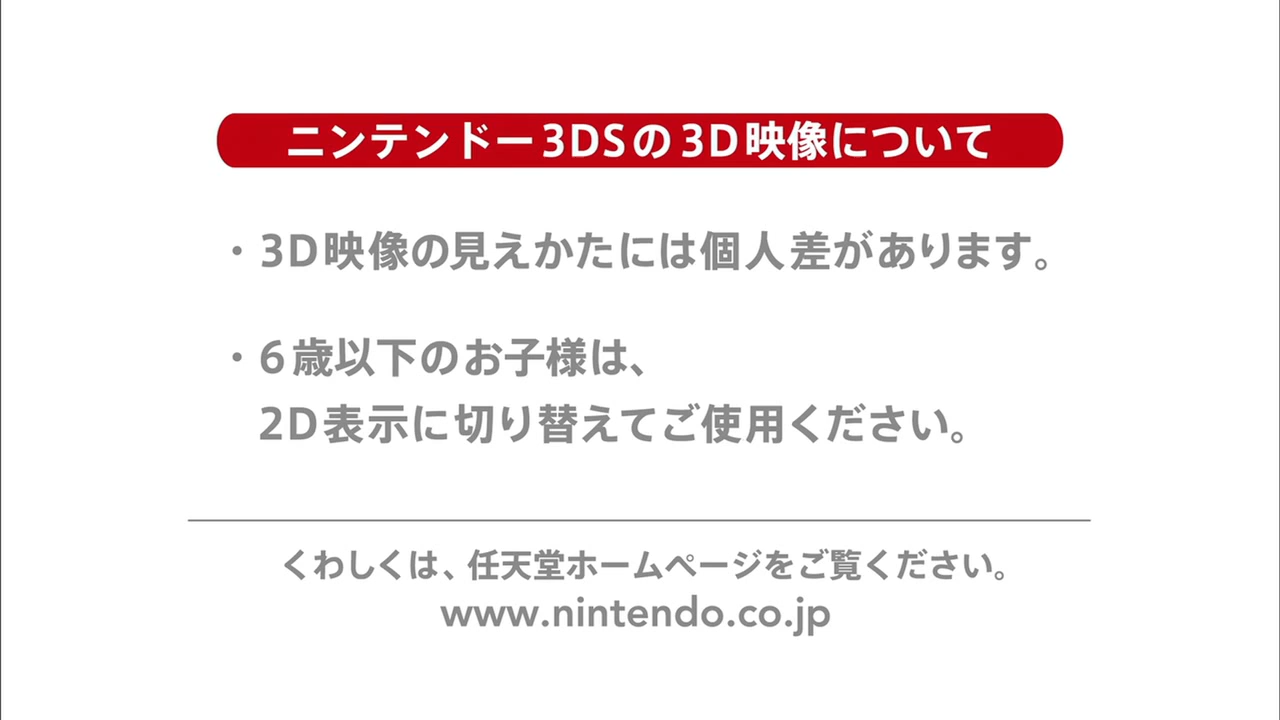 ニンテンドー3DSの3D映像について
・3D映像の見えかたには個人差があります。
・6歳以下のお子様は、
2D表示に切り替えてご使用ください。
くわしくは、任天堂ホームページをご覧ください。
www.nintendo.co.jp